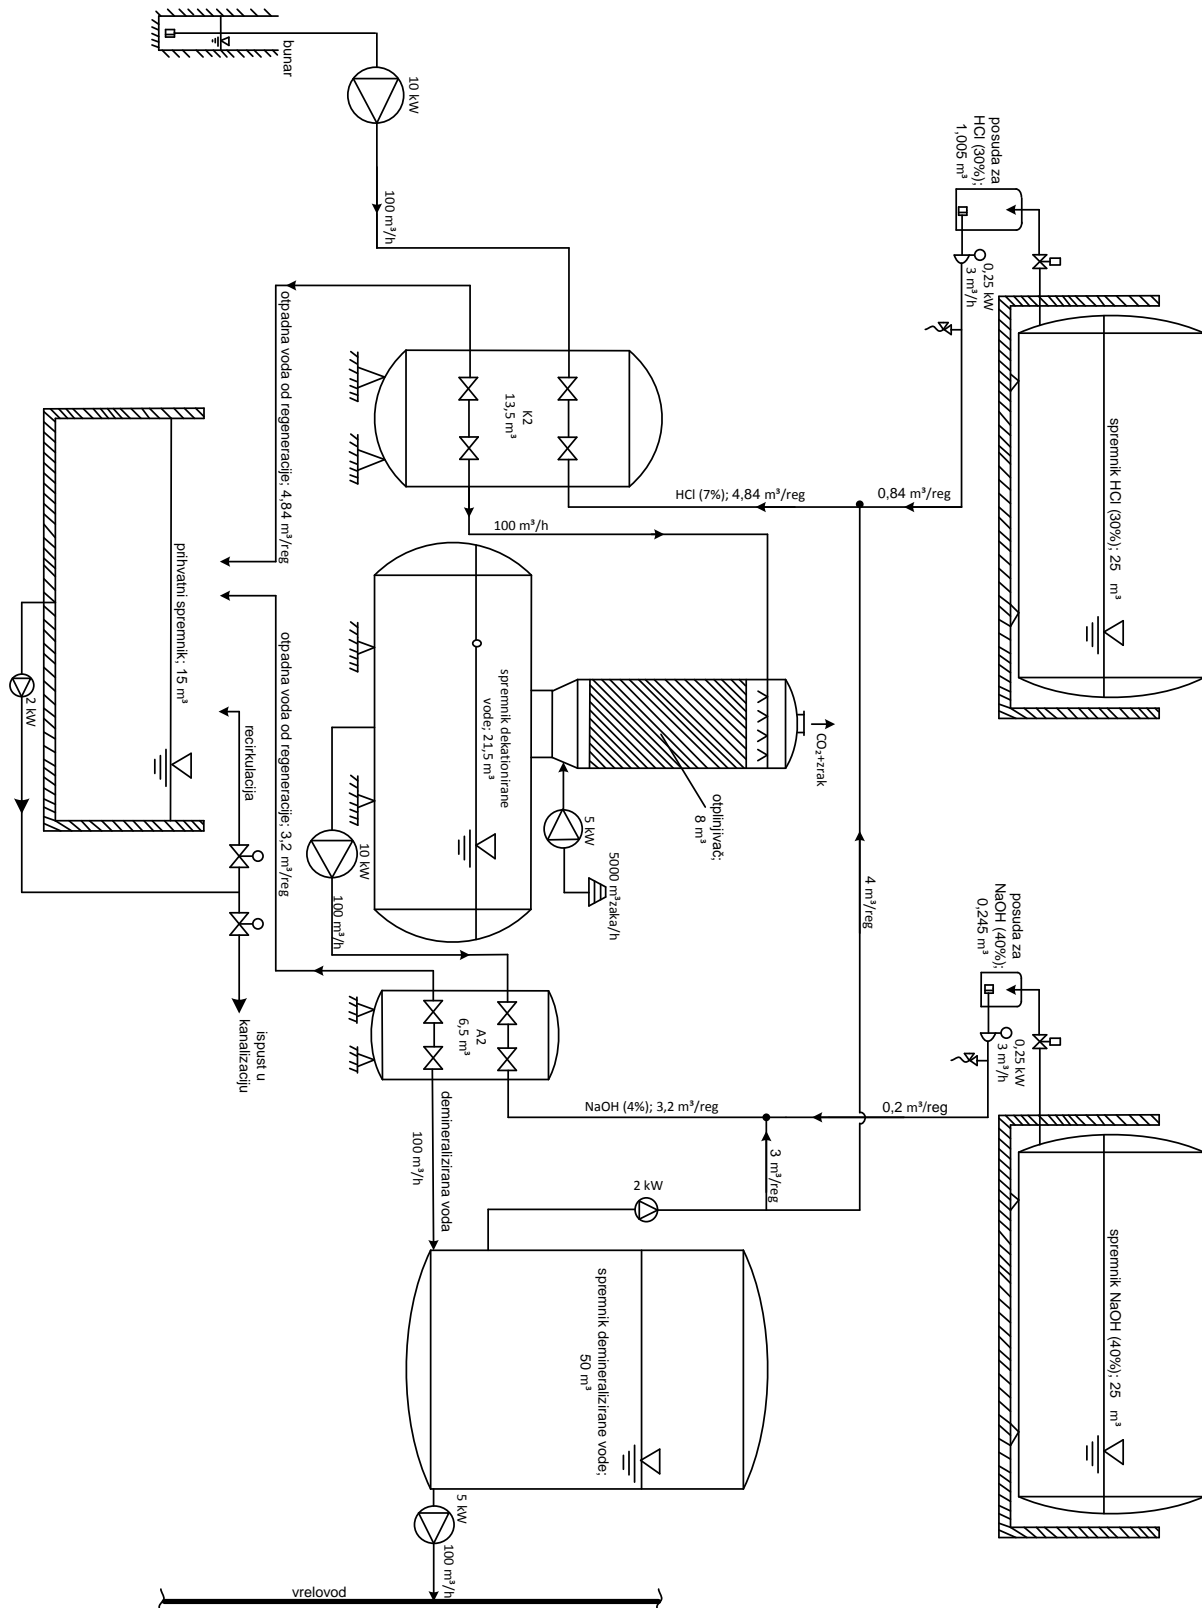 bunar
10 kW
100 m³/h
posuda za
HCl (30%);
1,005 m³
0,25 kW
3 m³/h
spremnik HCl (30%); 25 m³
0,84 m³/reg
HCl (7%); 4,84 m³/reg
K2
13,5 m³
otpadna voda od regeneracije; 4,84 m³/reg
100 m³/h
prihvatni spremnik; 15 m³
2 kW
recirkulacija
otpadna voda od regeneracije; 3,2 m³/reg
ispust u
kanalizaciju
spremnik dekationirane
vode; 21,5 m³
CO₂+zrak
otplinjivač;
8 m³
5 kW
5000 m³zaka/h
10 kW
100 m³/h
4 m³/reg
posuda za
NaOH (40%);
0,245 m³
0,25 kW
3 m³/h
spremnik NaOH (40%); 25 m³
0,2 m³/reg
NaOH (4%); 3,2 m³/reg
3 m³/reg
A2
6,5 m³
demineralizirana voda
100 m³/h
2 kW
spremnik demineralizirane vode;
50 m³
5 kW
100 m³/h
vrelovod